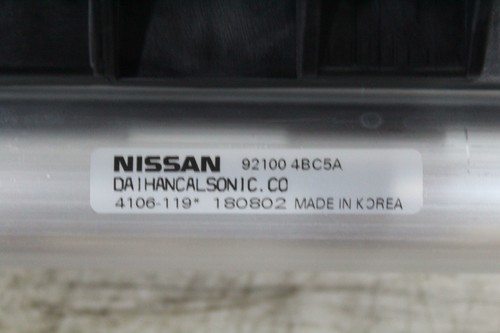 NISSAN 92100 4BC5A
DAIHANCALSONIC.CO
4106-119* 180802 MADE IN KOREA